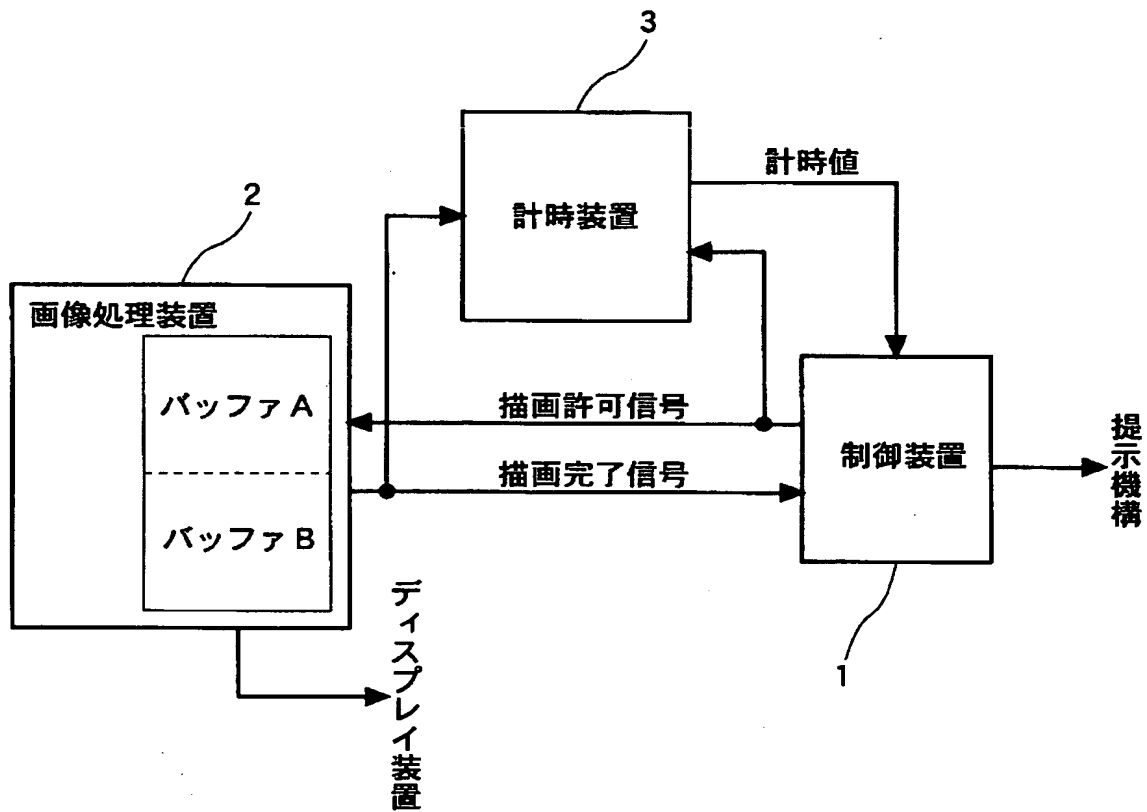 3
計時値
計時装置
2
画像処理装置
バッファA
バッファB
描画許可信号
描画完了信号
制御装置
提示機構
1
ディスプレイ装置